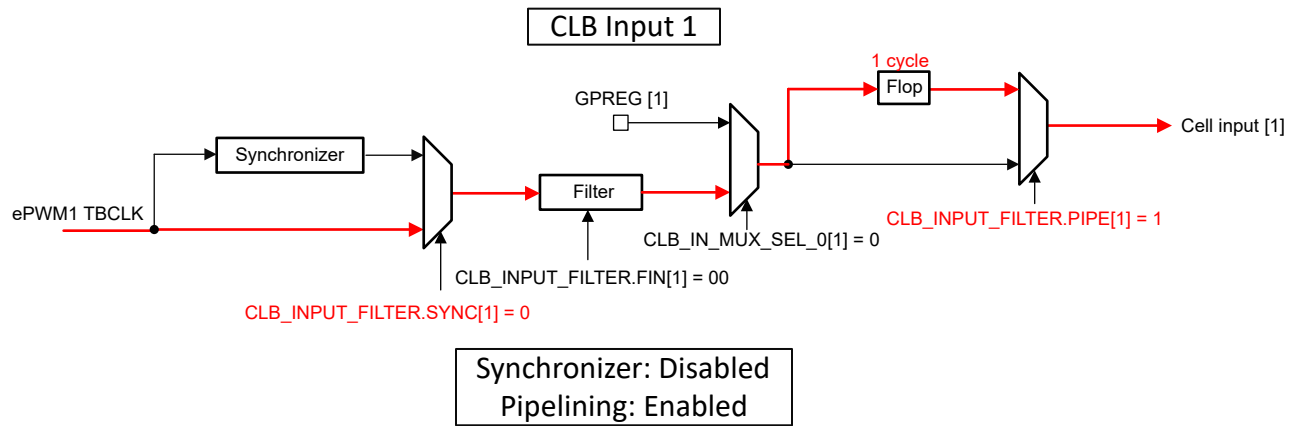 CLB Input 1
1 cycle
Flop
GPREG [1]
Cell input [1]
Synchronizer
Filter
ePWM1 TBCLK
CLB_INPUT_FILTER.PIPE[1] = 1
CLB_IN_MUX_SEL_0[1] = 0
CLB_INPUT_FILTER.FIN[1] = 00
CLB_INPUT_FILTER.SYNC[1] = 0
Synchronizer: Disabled
Pipelining: Enabled